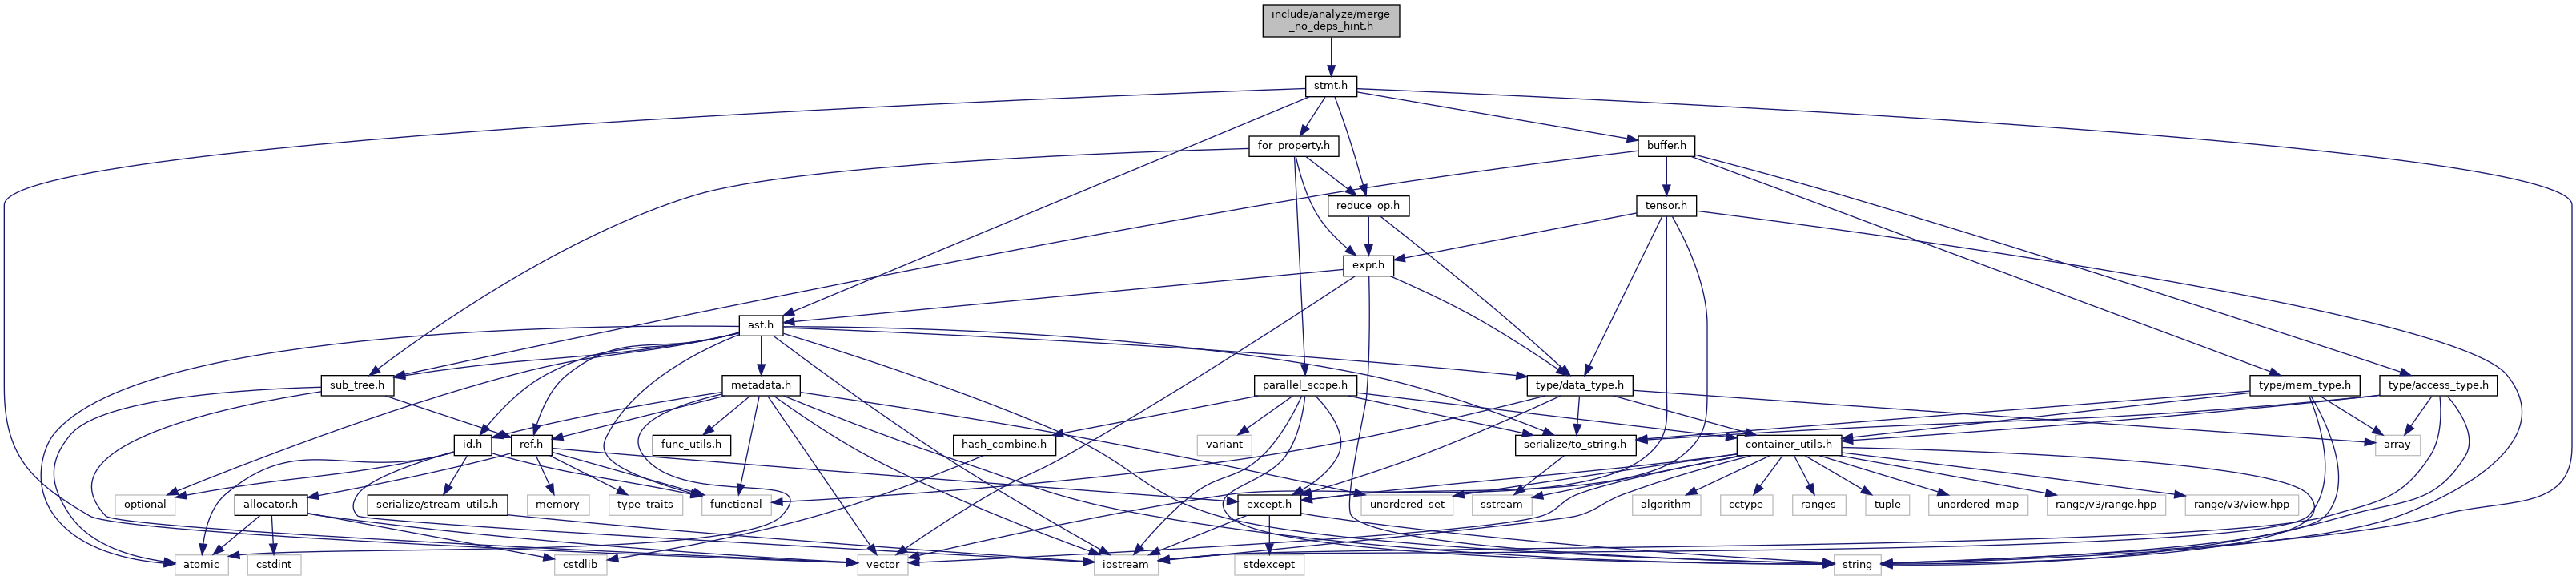 include/analyze/merge
_no_deps_hint.h
stmt.h
for_property.h
buffer.h
reduce_op.h
tensor.h
expr.h
ast.h
sub_tree.h
metadata.h
parallel_scope.h
type/data_type.h
type/mem_type.h
type/access_type.h
id.h
ref.h
func_utils.h
hash_combine.h
variant
serialize/to_string.h
container_utils.h
array
optional
allocator.h
serialize/stream_utils.h
memory
type_traits
functional
except.h
unordered_set
sstream
algorithm
cctype
ranges
tuple
unordered_map
range/v3/range.hpp
range/v3/view.hpp
atomic
cstdint
cstdlib
vector
iostream
stdexcept
string